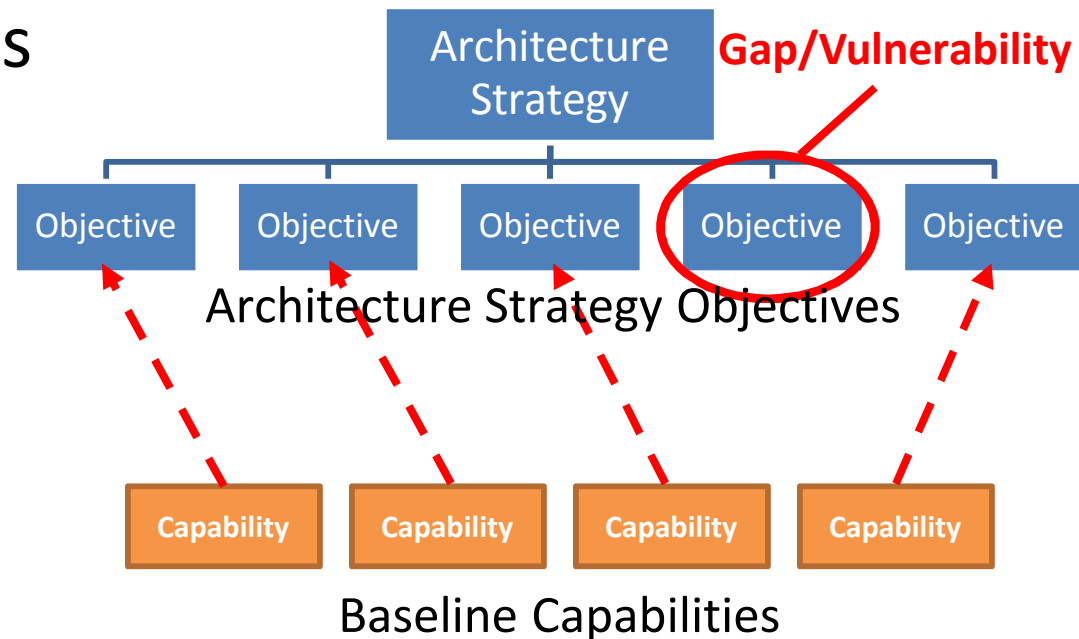 s
Architecture
Strategy
Gap/Vulnerability
Objective
Objective
Objective
Objective
Objective
Architecture Strategy Objectives
Capability
Capability
Capability
Capability
Baseline Capabilities